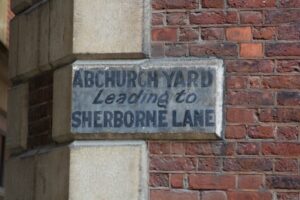 ABCHURCH YARD
Leading to
SHERBORNE LANE